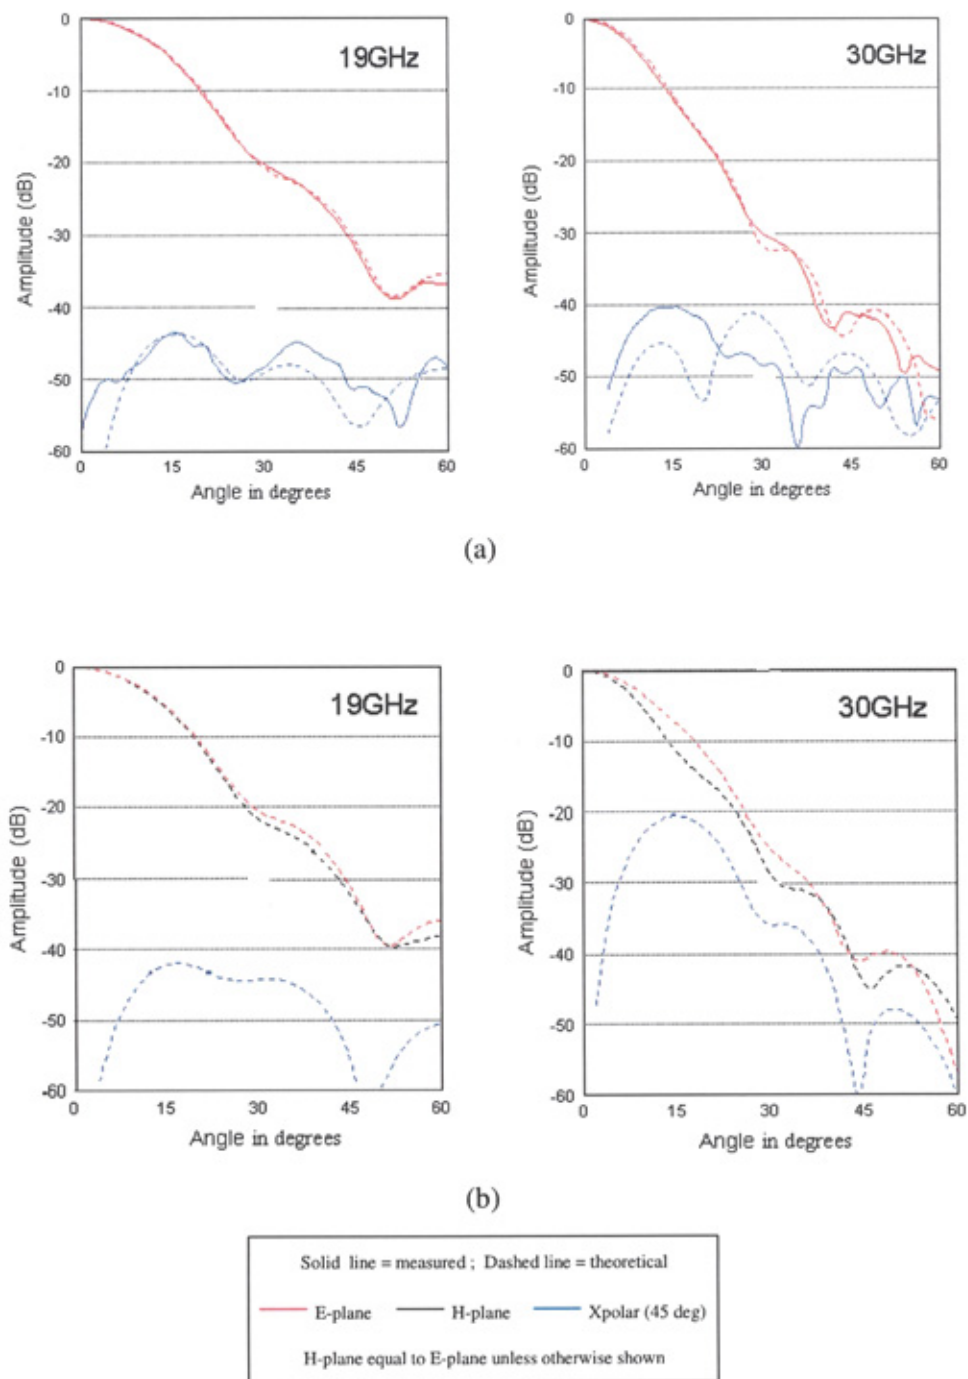 19GHz
0
-10
-20
-30
-40
-50
-60
Amplitude (dB)
0 15 30 45 60
Angle in degrees
30GHz
0
-10
-20
-30
-40
-50
-60
Amplitude (dB)
0 15 30 45 60
Angle in degrees
(a)
19GHz
0
-10
-20
-30
-40
-50
-60
Amplitude (dB)
0 15 30 45 60
Angle in degrees
30GHz
0
-10
-20
-30
-40
-50
-60
Amplitude (dB)
0 15 30 45 60
Angle in degrees
(b)
Solid line = measured ; Dashed line = theoretical
E-plane H-plane Xpolar (45 deg)
H-plane equal to E-plane unless otherwise shown